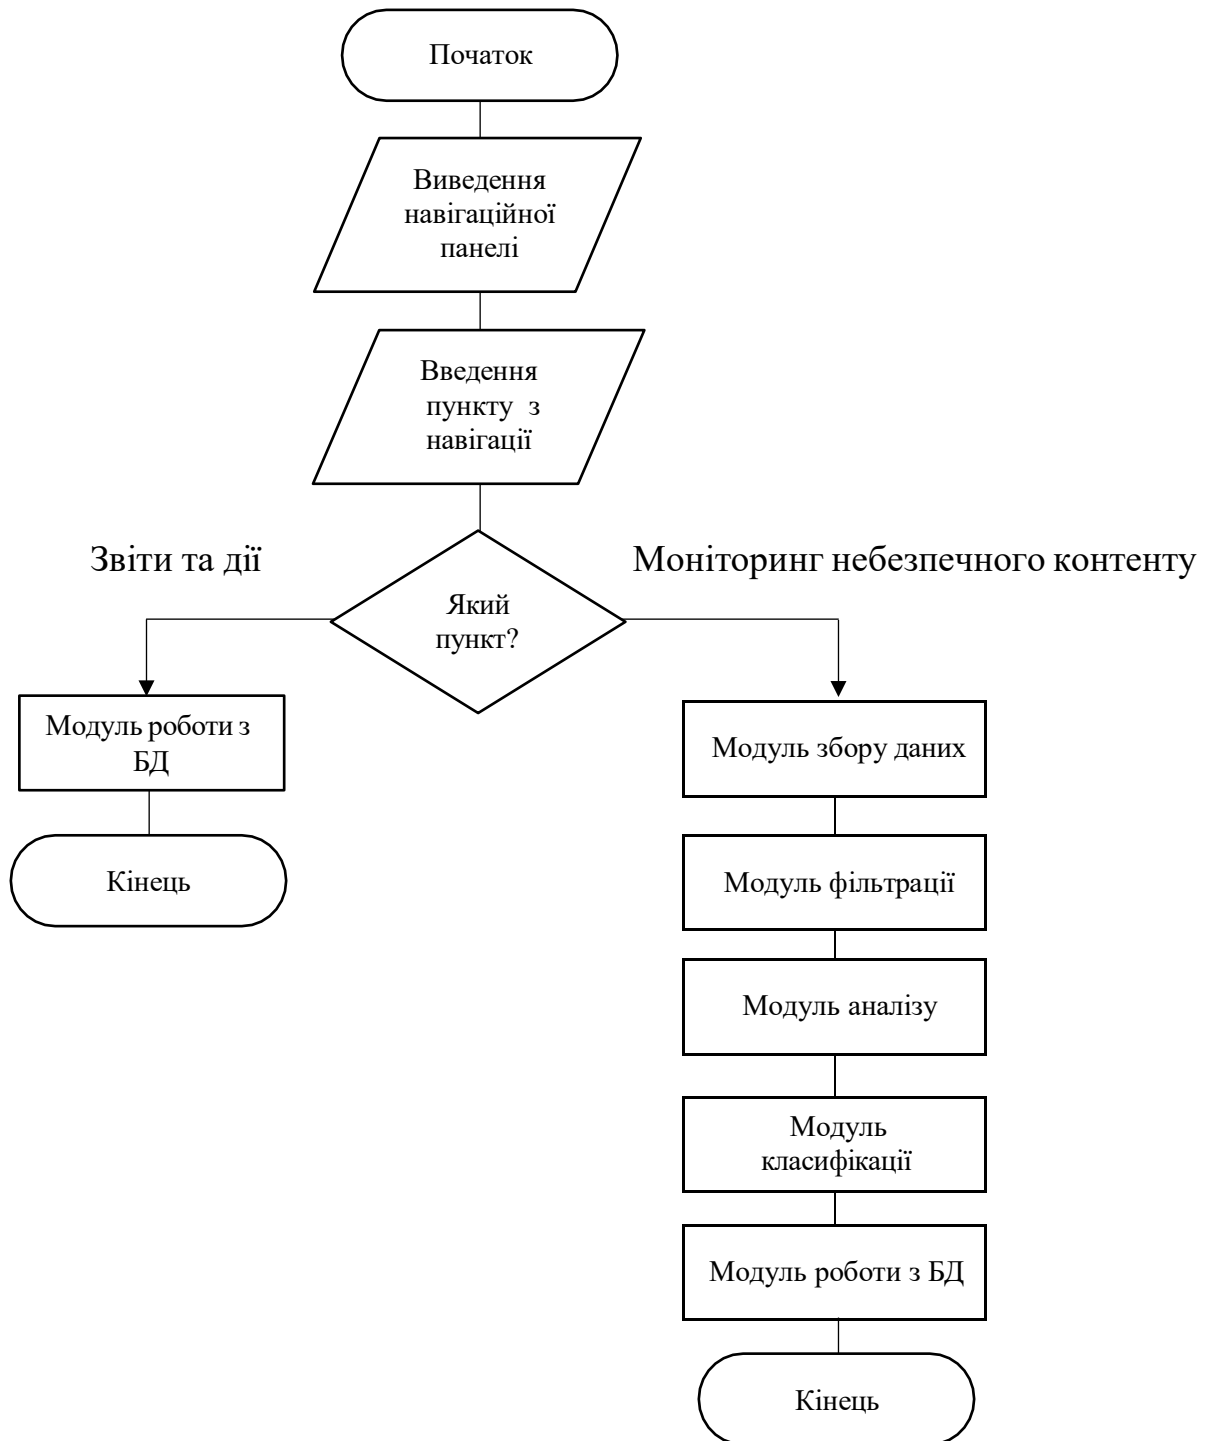 Початок
Виведення
навігаційної
панелі
Введення
пункту з
навігації
Звіти та дії
Моніторинг небезпечного контенту
Який
пункт?
Модуль роботи з
БД
Кінець
Модуль збору даних
Модуль фільтрації
Модуль аналізу
Модуль
класифікації
Модуль роботи з БД
Кінець